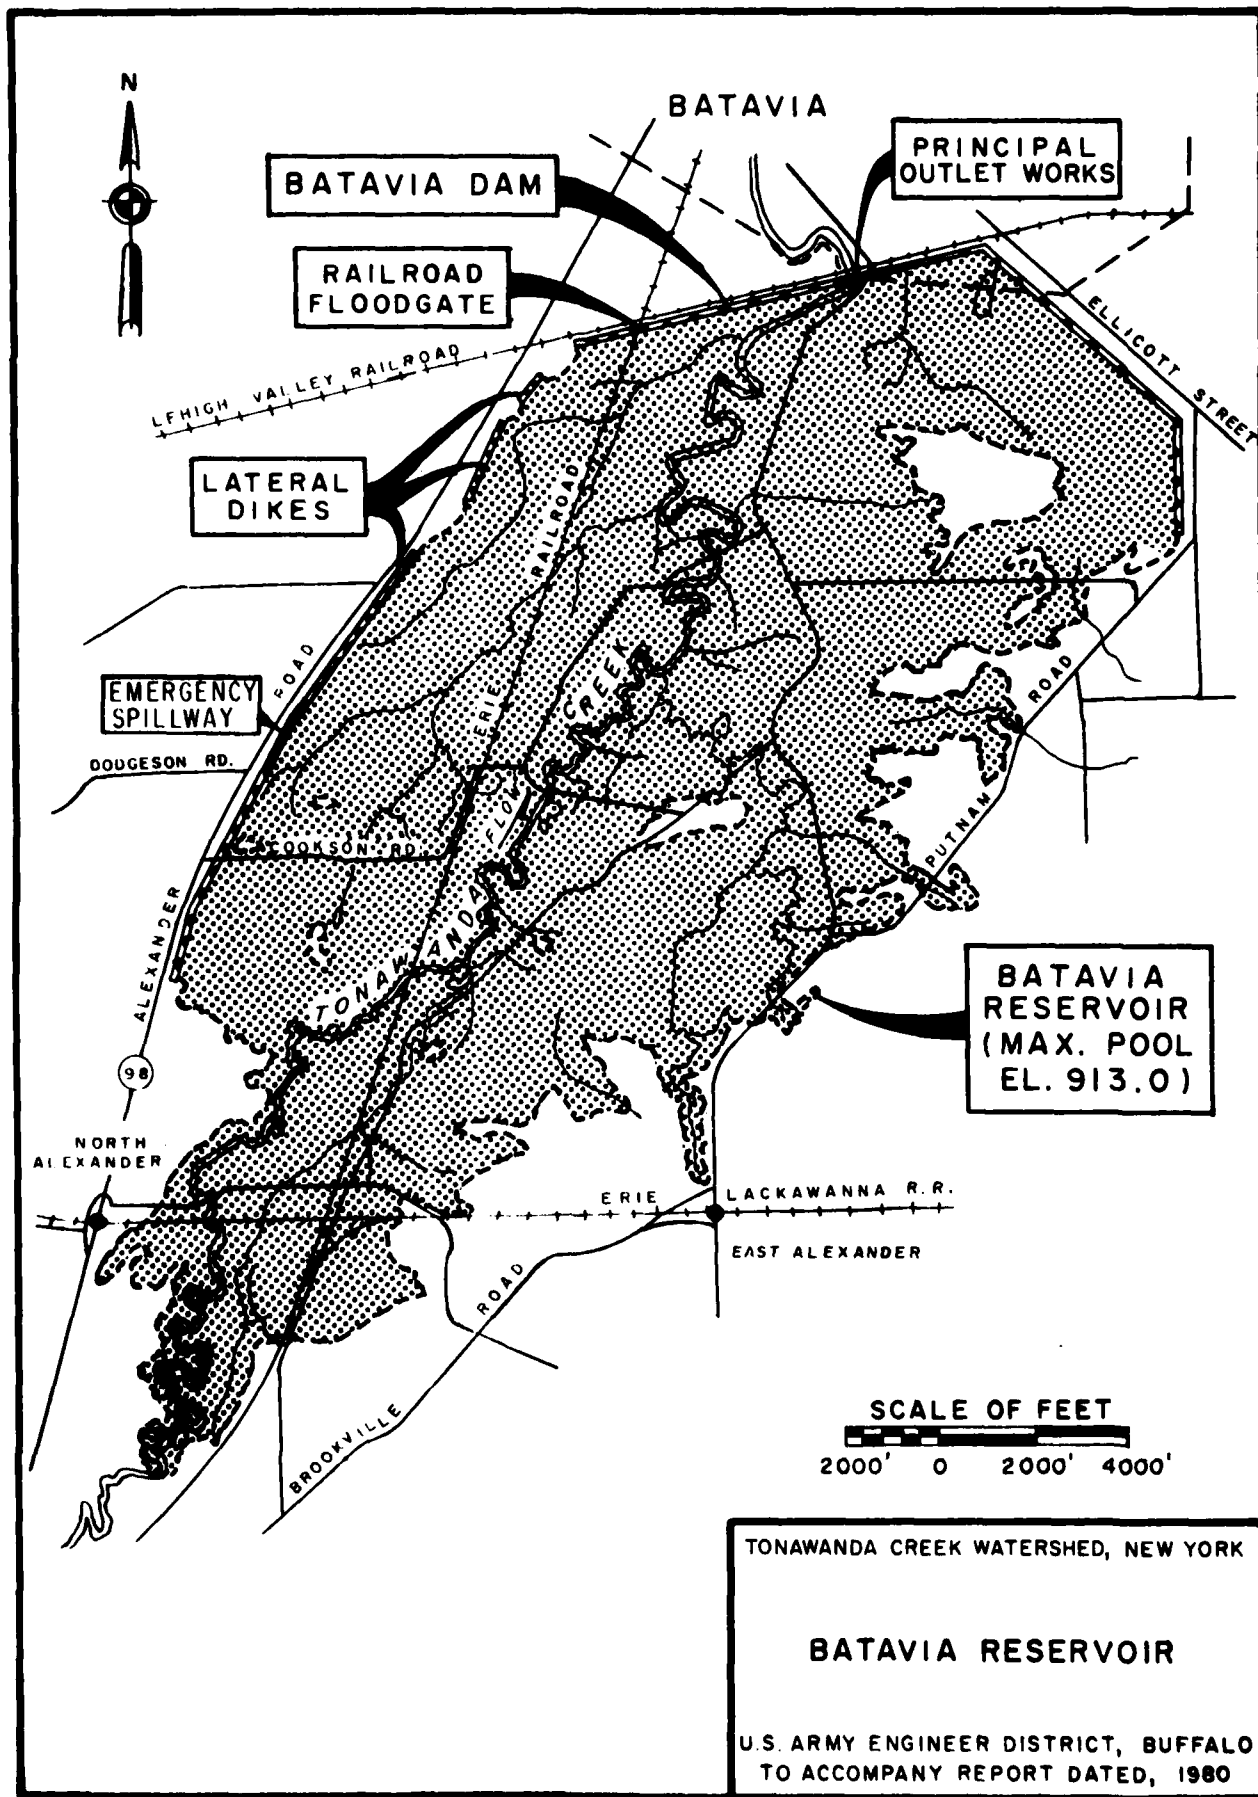 N
BATAVIA
PRINCIPAL
OUTLET WORKS
BATAVIA DAM
RAILROAD
FLOODGATE
LEHIGH VALLEY RAILROAD
ELLICOTT STREET
LATERAL
DIKES
ERIE RAILROAD
EMERGENCY
SPILLWAY
DODGESON RD.
COOKSON RD.
ALEXANDER ROAD
98
TONAWANDA CREEK
FLOW
PUTNAM ROAD
BATAVIA
RESERVOIR
(MAX. POOL
EL. 913.0)
NORTH
ALEXANDER
ERIE LACKAWANNA R.R.
EAST ALEXANDER
BROOKVILLE ROAD
SCALE OF FEET
2000' 0 2000' 4000'
TONAWANDA CREEK WATERSHED, NEW YORK
BATAVIA RESERVOIR
U.S. ARMY ENGINEER DISTRICT, BUFFALO
TO ACCOMPANY REPORT DATED, 1980